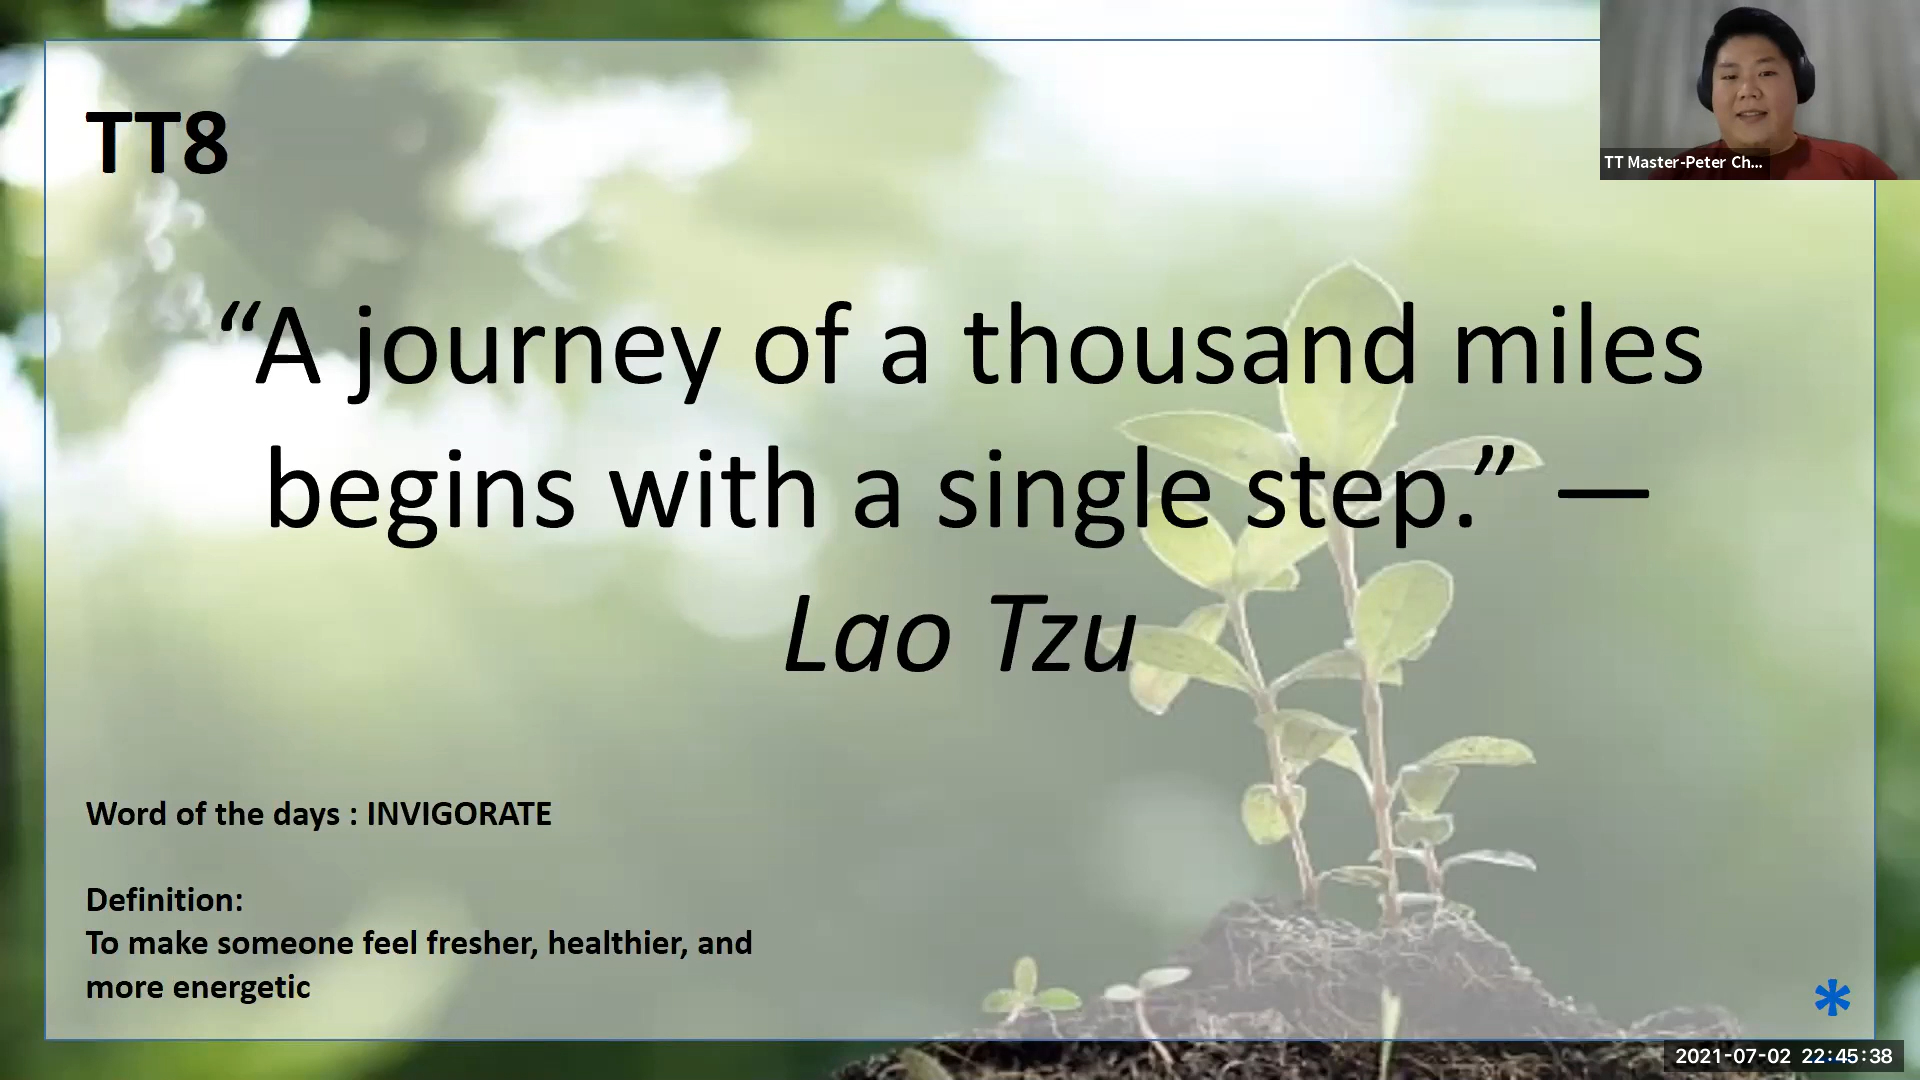 TT8
TT Master-Peter Ch...
“A journey of a thousand miles
begins with a single step.” —
Lao Tzu
Word of the days : INVIGORATE
Definition:
To make someone feel fresher, healthier, and
more energetic
*
2021-07-02 22:45:38